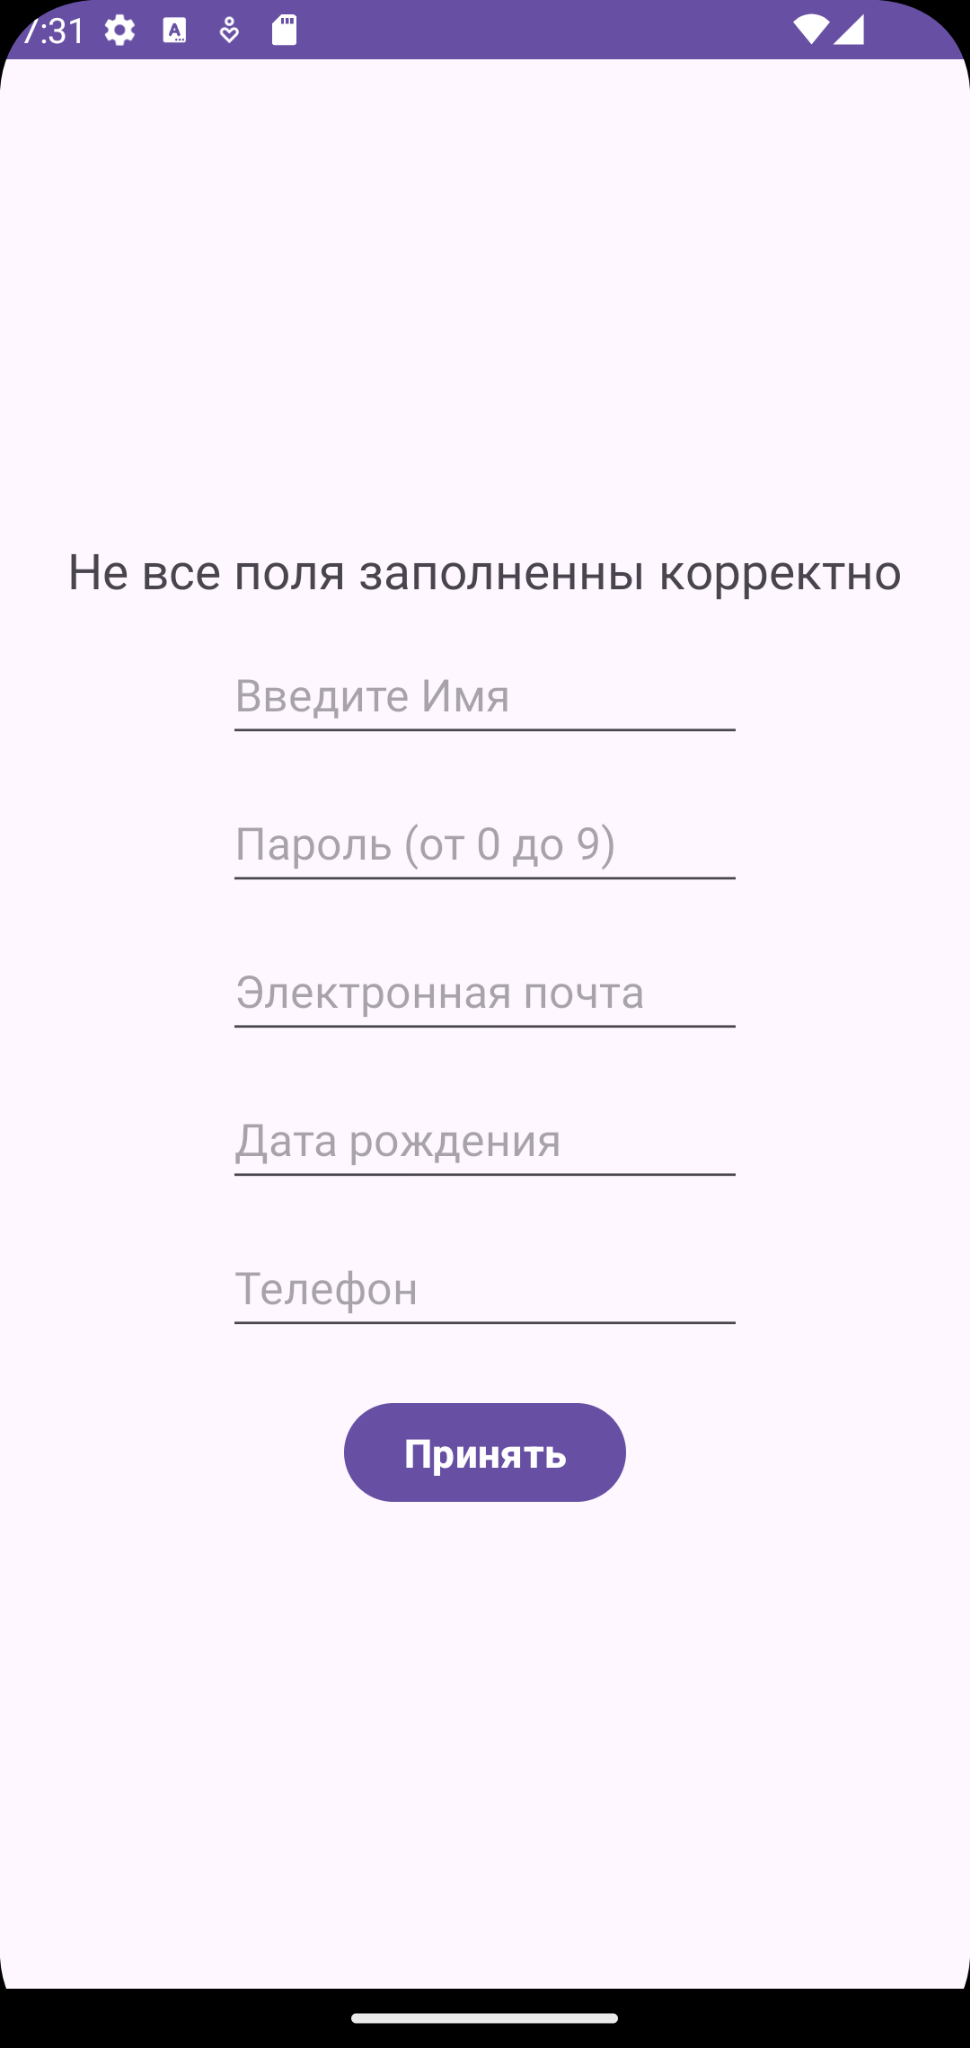 7:31
Не все поля заполненны корректно
Введите Имя
Пароль (от 0 до 9)
Электронная почта
Дата рождения
Телефон
Принять